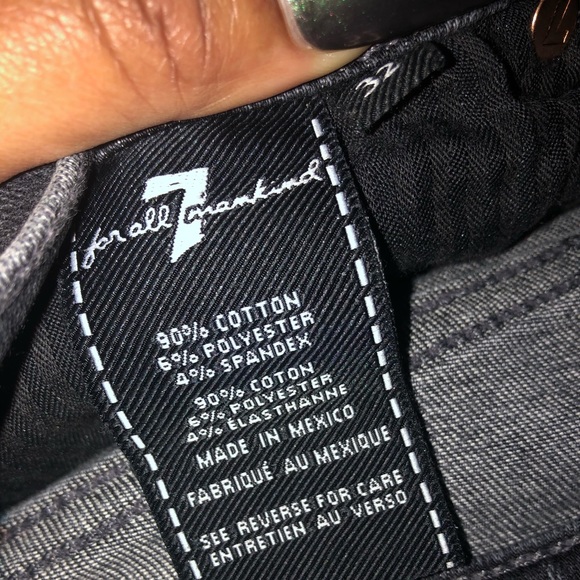 32
7
for all mankind
90% COTTON
6% POLYESTER
4% SPANDEX
90% COTON
6% POLYESTER
4% ÉLASTHANNE
MADE IN MEXICO
FABRIQUÉ AU MEXIQUE
SEE REVERSE FOR CARE
ENTRETIEN AU VERSO